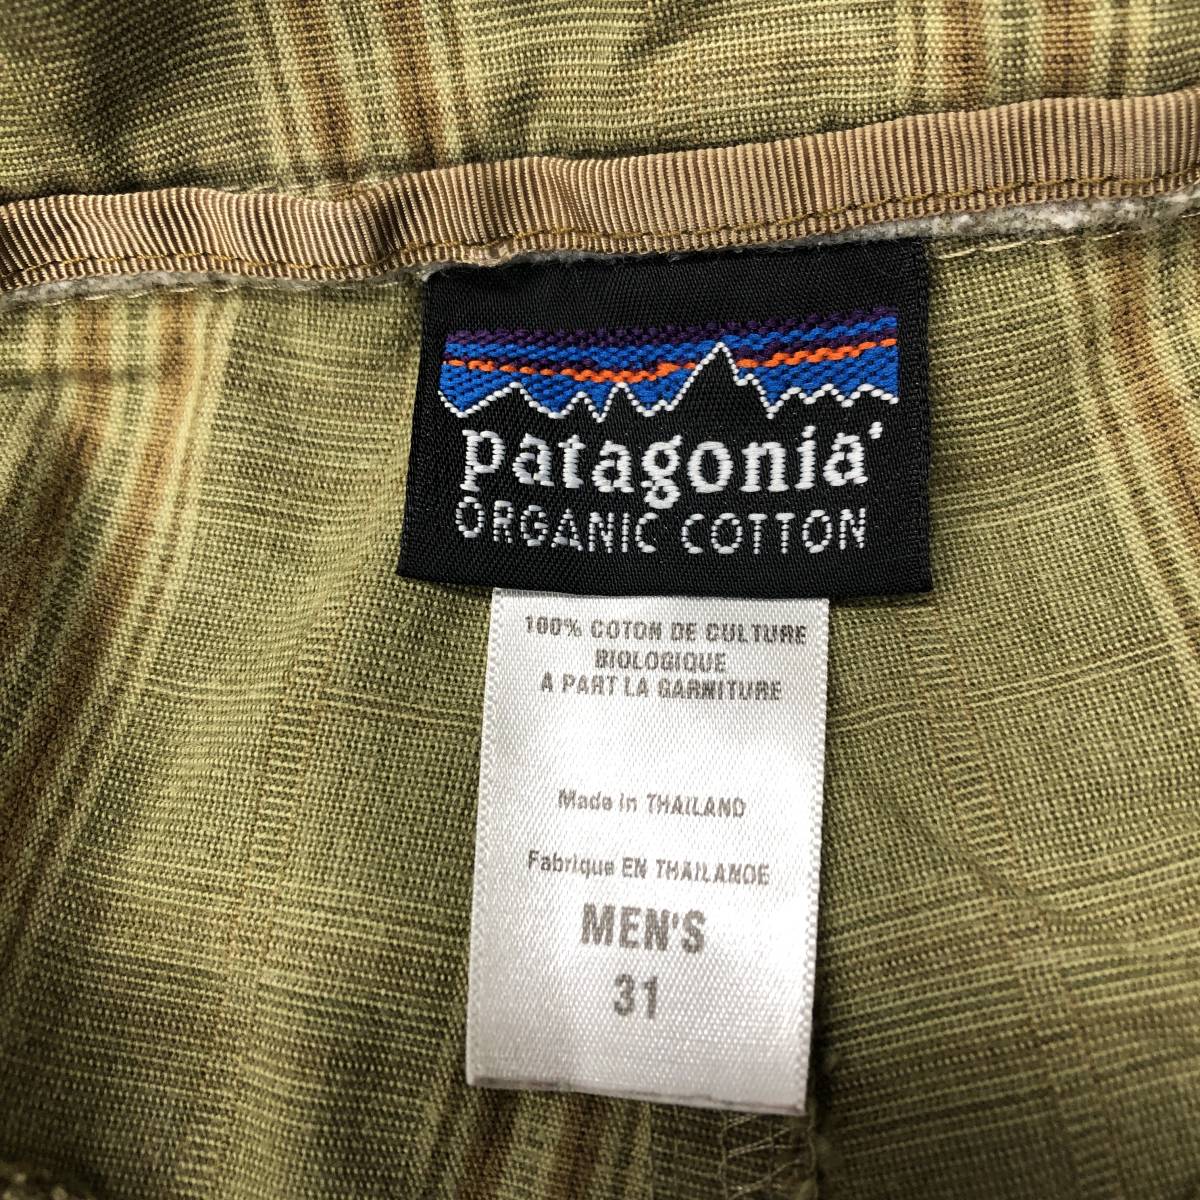 patagonia
ORGANIC COTTON
100% COTON DE CULTURE
BIOLOGIQUE
A PART LA GARNITURE
Made in THAILAND
Fabrique EN THAILANDE
MEN'S
31